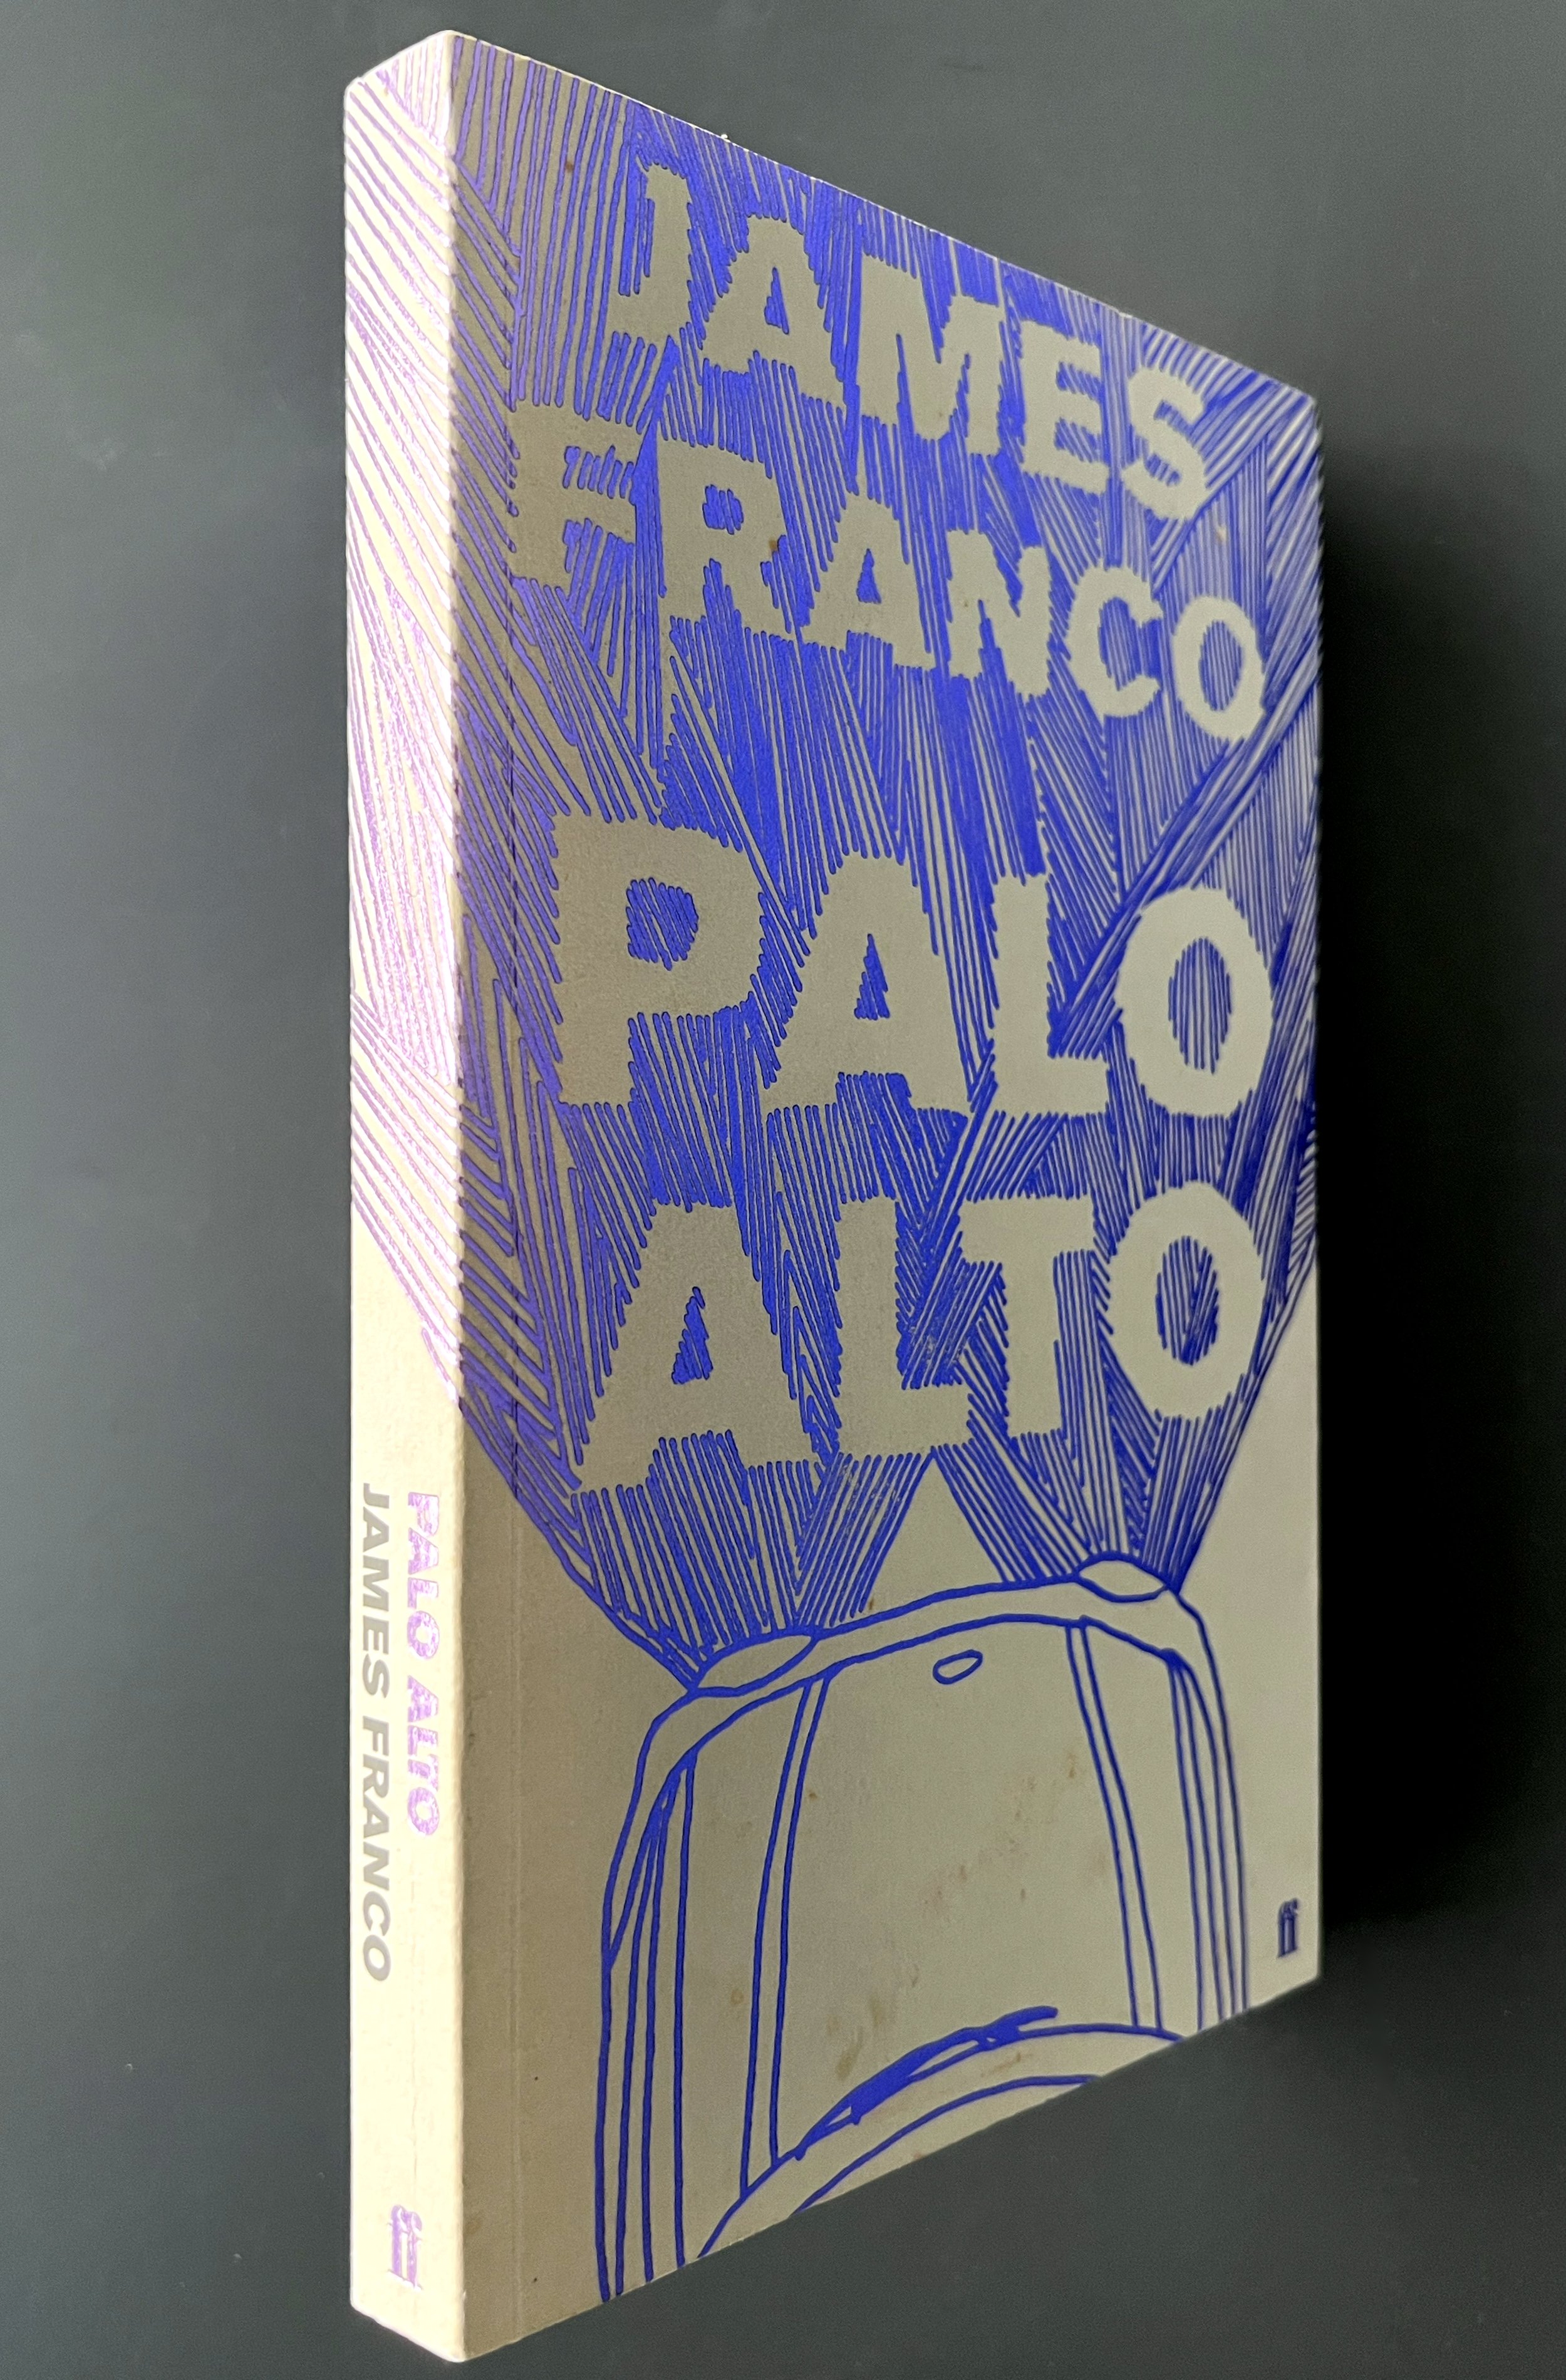 JAMES
FRANCO
PALO
ALTO
ff
PALO ALTO
JAMES FRANCO
ff